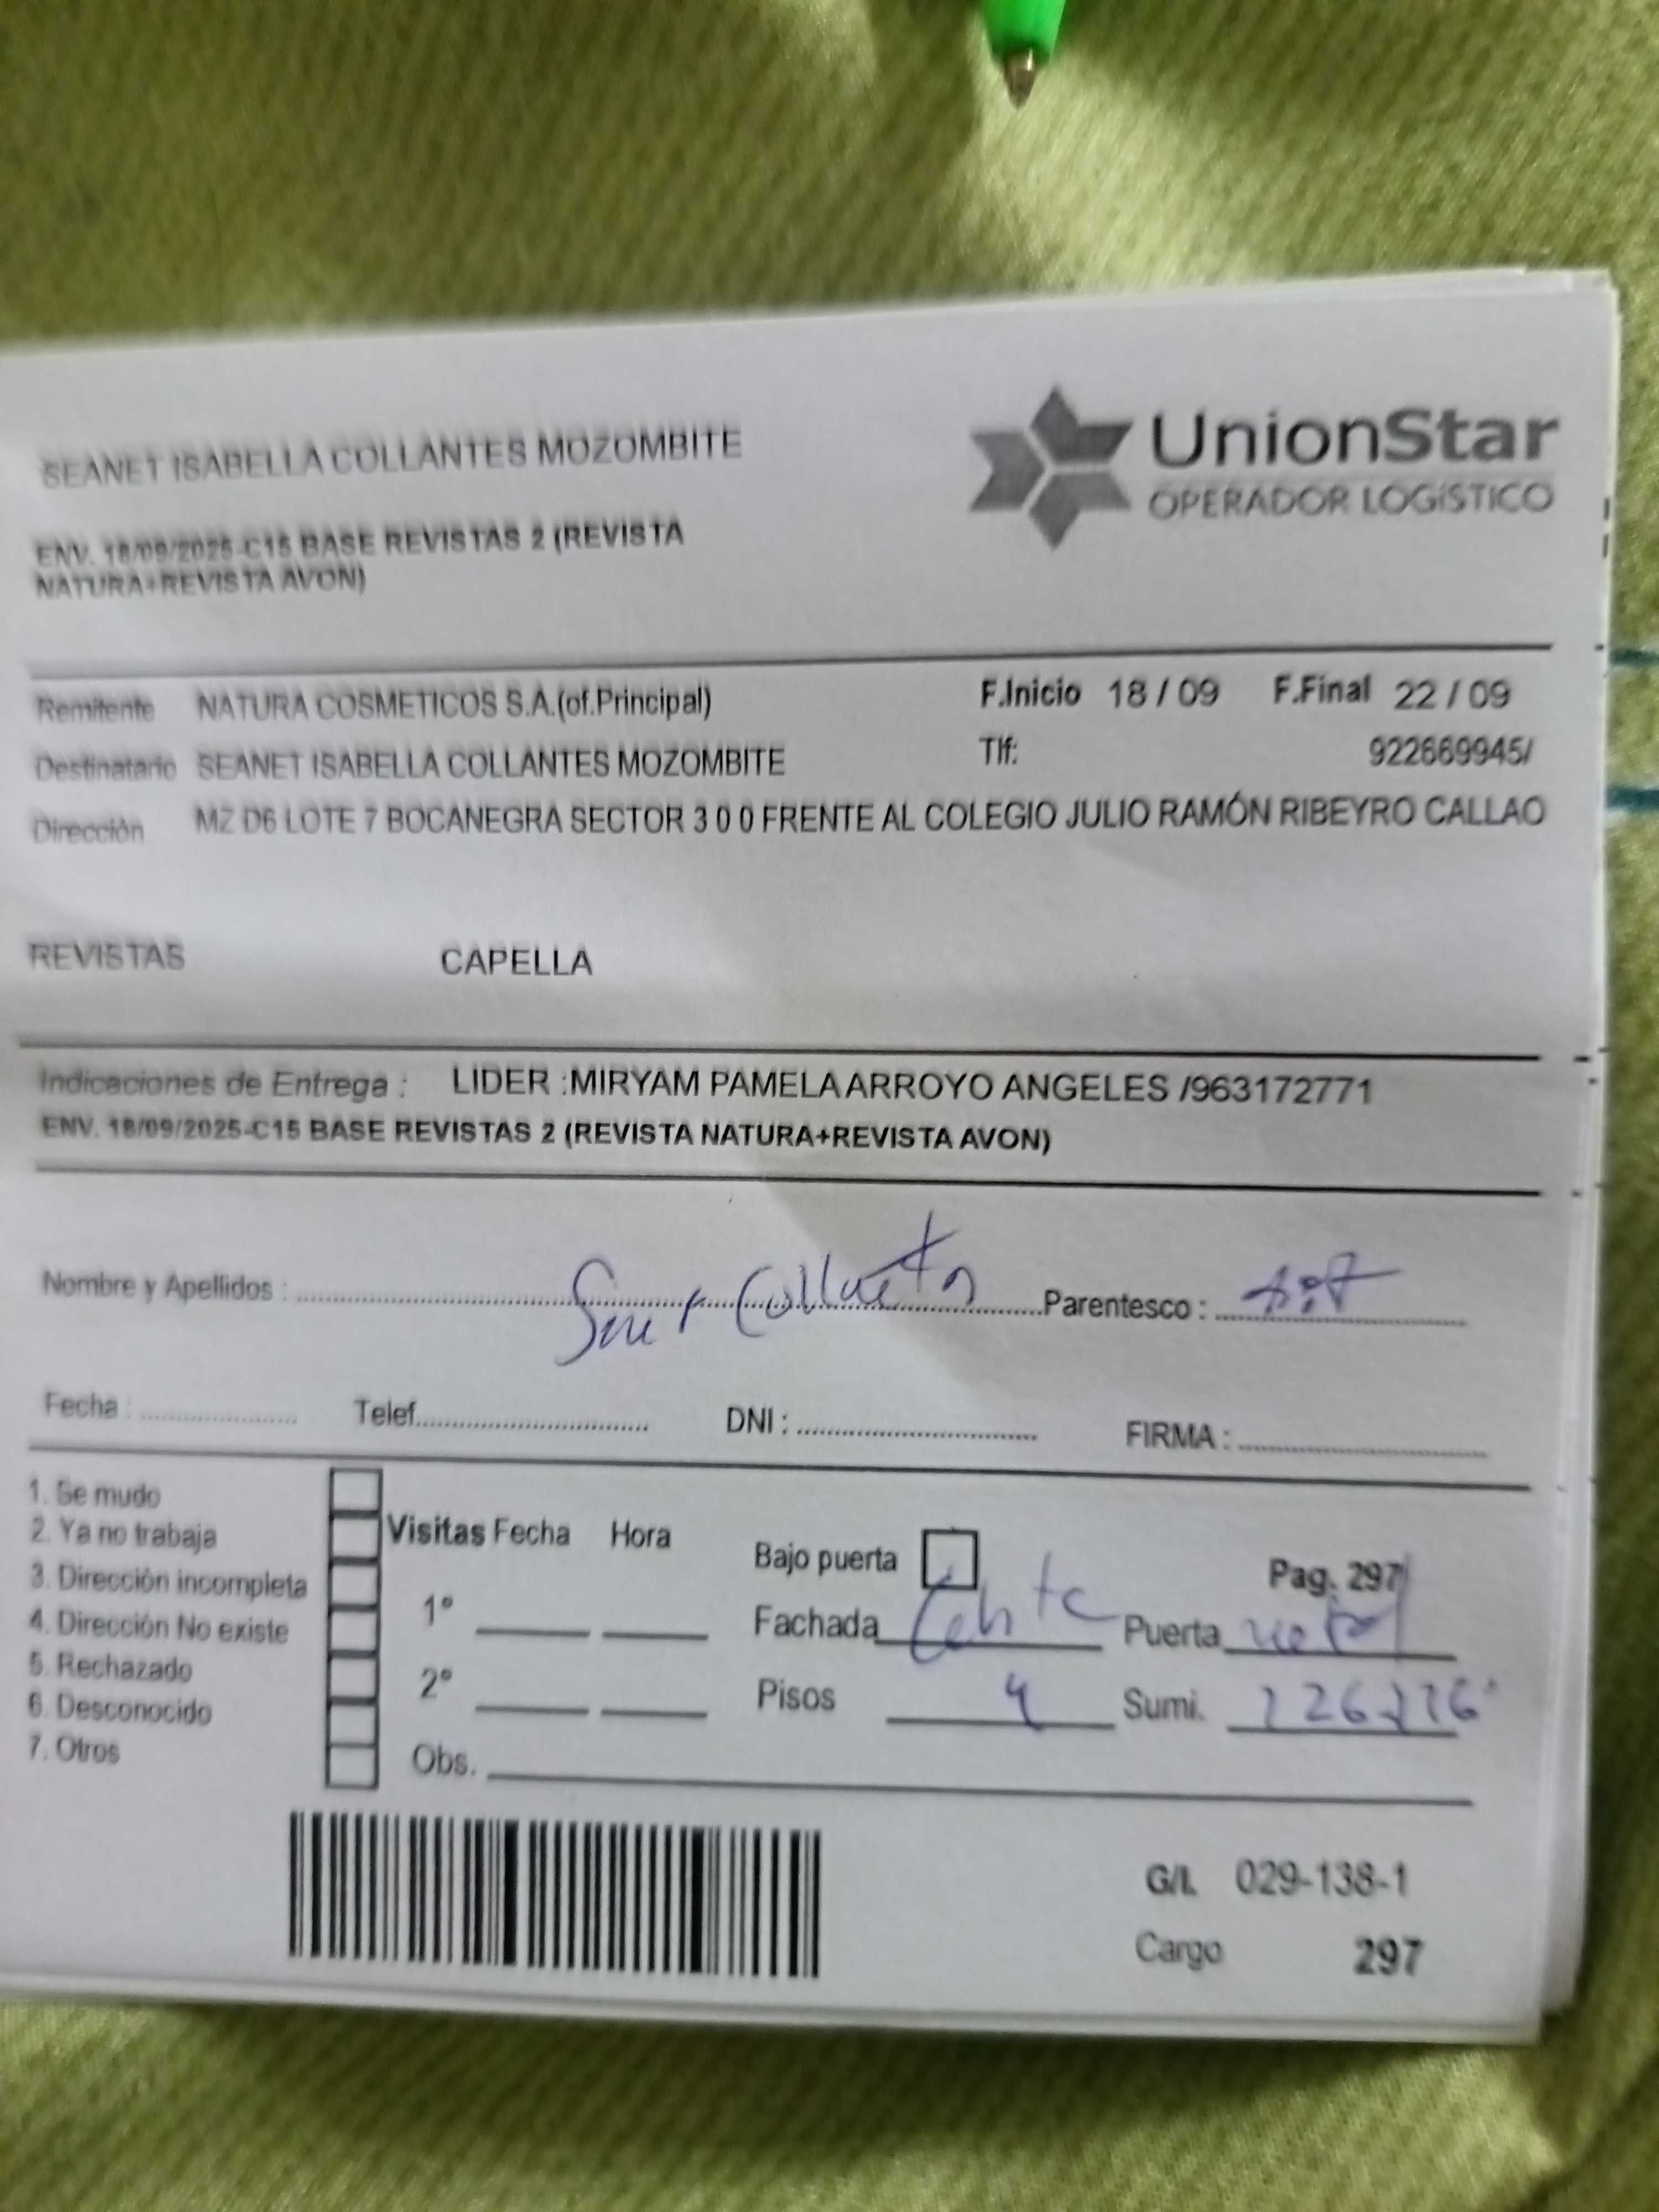 SEANET ISABELLA COLLANTES MOZOMBITE
UnionStar
OPERADOR LOGÍSTICO
ENV. 18/09/2025-C15 BASE REVISTAS 2 (REVISTA
NATURA+REVISTA AVON)
Remitente NATURA COSMETICOS S.A.(of.Principal) F.Inicio 18 / 09 F.Final 22 / 09
Destinatario SEANET ISABELLA COLLANTES MOZOMBITE Tlf: 922669945/
Dirección MZ D6 LOTE 7 BOCANEGRA SECTOR 3 0 0 FRENTE AL COLEGIO JULIO RAMÓN RIBEYRO CALLAO
REVISTAS CAPELLA
Indicaciones de Entrega : LIDER :MIRYAM PAMELA ARROYO ANGELES /963172771
ENV. 18/09/2025-C15 BASE REVISTAS 2 (REVISTA NATURA+REVISTA AVON)
Nombre y Apellidos : Parentesco :
Fecha : Telef. DNI : FIRMA :
1. Se mudo
2. Ya no trabaja
3. Dirección incompleta
4. Dirección No existe
5. Rechazado
6. Desconocido
7. Otros
Visitas Fecha Hora
1°
2°
Obs.
Bajo puerta Pag. 297
Fachada Puerta
Pisos 4 Sumi.
G/L 029-138-1
Cargo 297